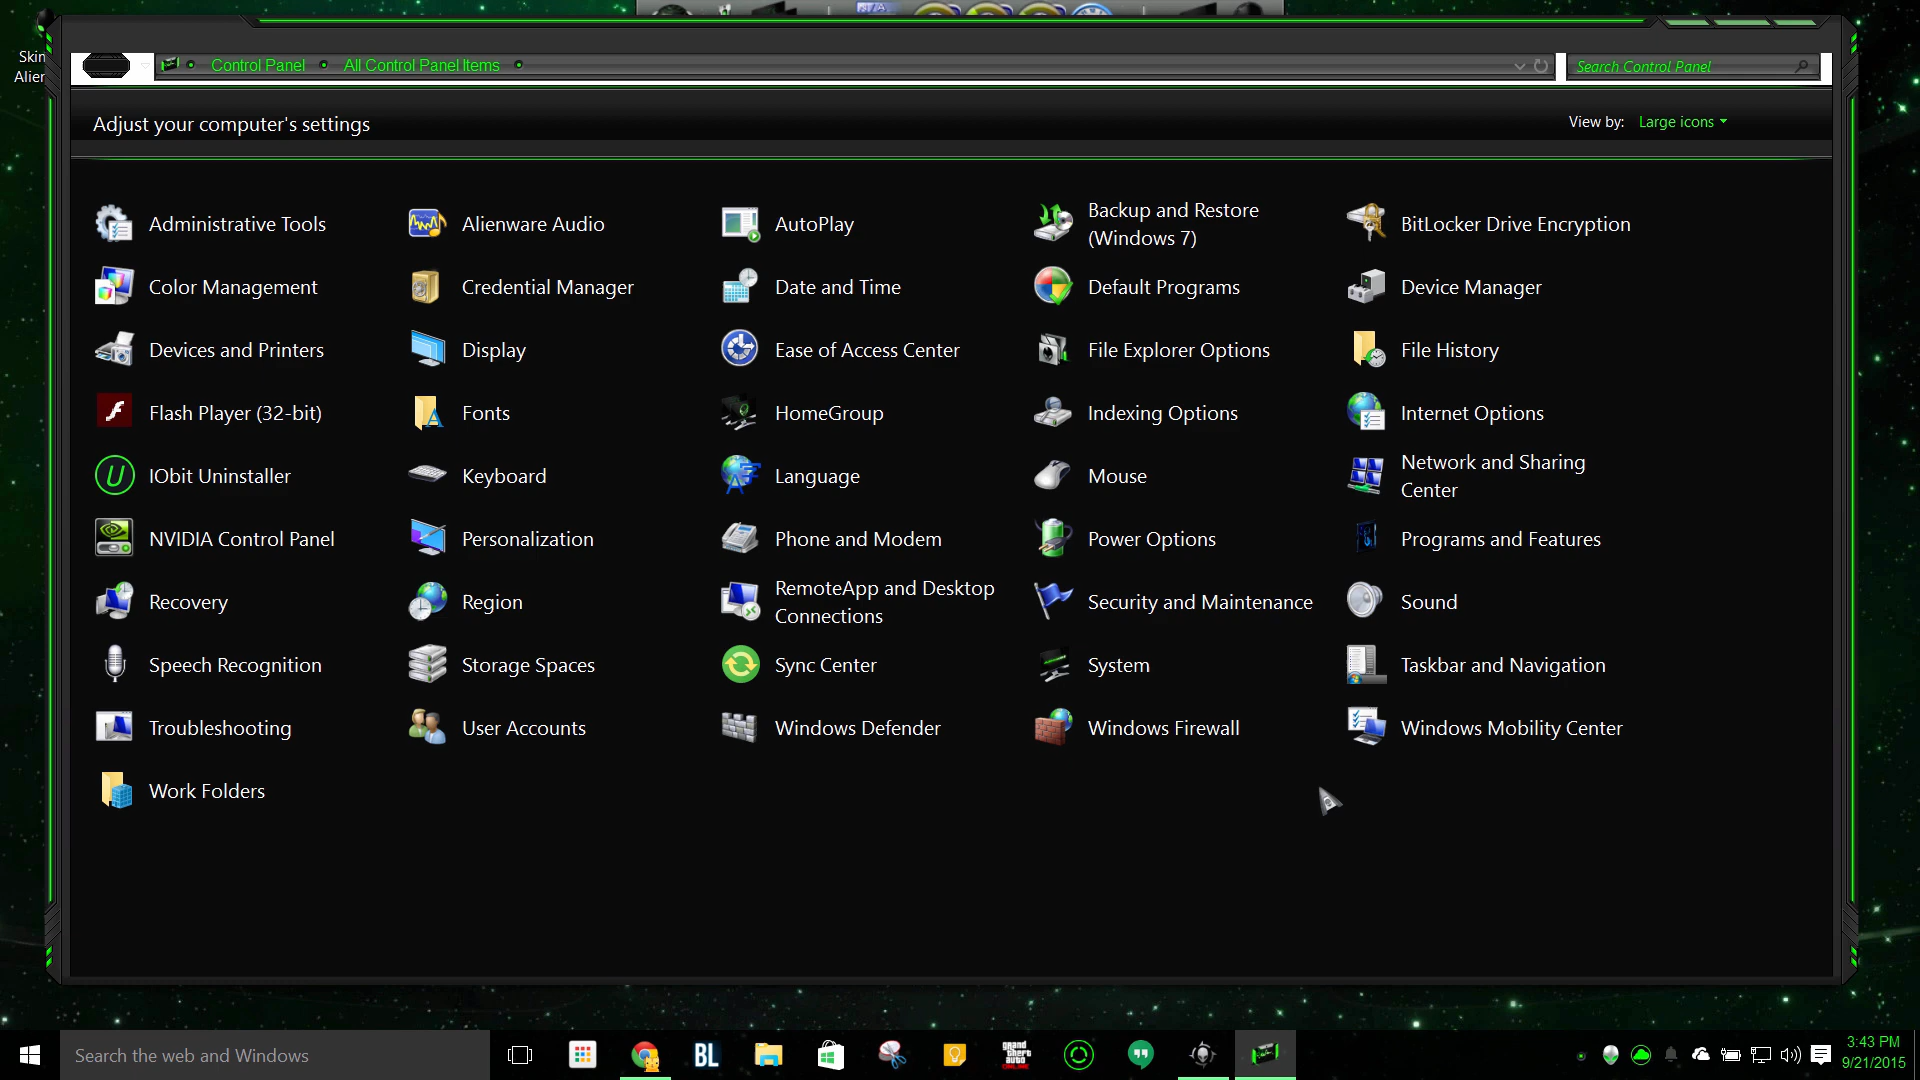 N/A
Skin
Alien
Control Panel
All Control Panel Items
Search Control Panel
Adjust your computer's settings
View by:
Large icons
Administrative Tools
Alienware Audio
AutoPlay
Backup and Restore
(Windows 7)
BitLocker Drive Encryption
Color Management
Credential Manager
Date and Time
Default Programs
Device Manager
Devices and Printers
Display
Ease of Access Center
File Explorer Options
File History
Flash Player (32-bit)
Fonts
HomeGroup
Indexing Options
Internet Options
IObit Uninstaller
Keyboard
Language
Mouse
Network and Sharing
Center
NVIDIA Control Panel
Personalization
Phone and Modem
Power Options
Programs and Features
Recovery
Region
RemoteApp and Desktop
Connections
Security and Maintenance
Sound
Speech Recognition
Storage Spaces
Sync Center
System
Taskbar and Navigation
Troubleshooting
User Accounts
Windows Defender
Windows Firewall
Windows Mobility Center
Work Folders
Search the web and Windows
BL
grand
theft
auto
3:43 PM
9/21/2015